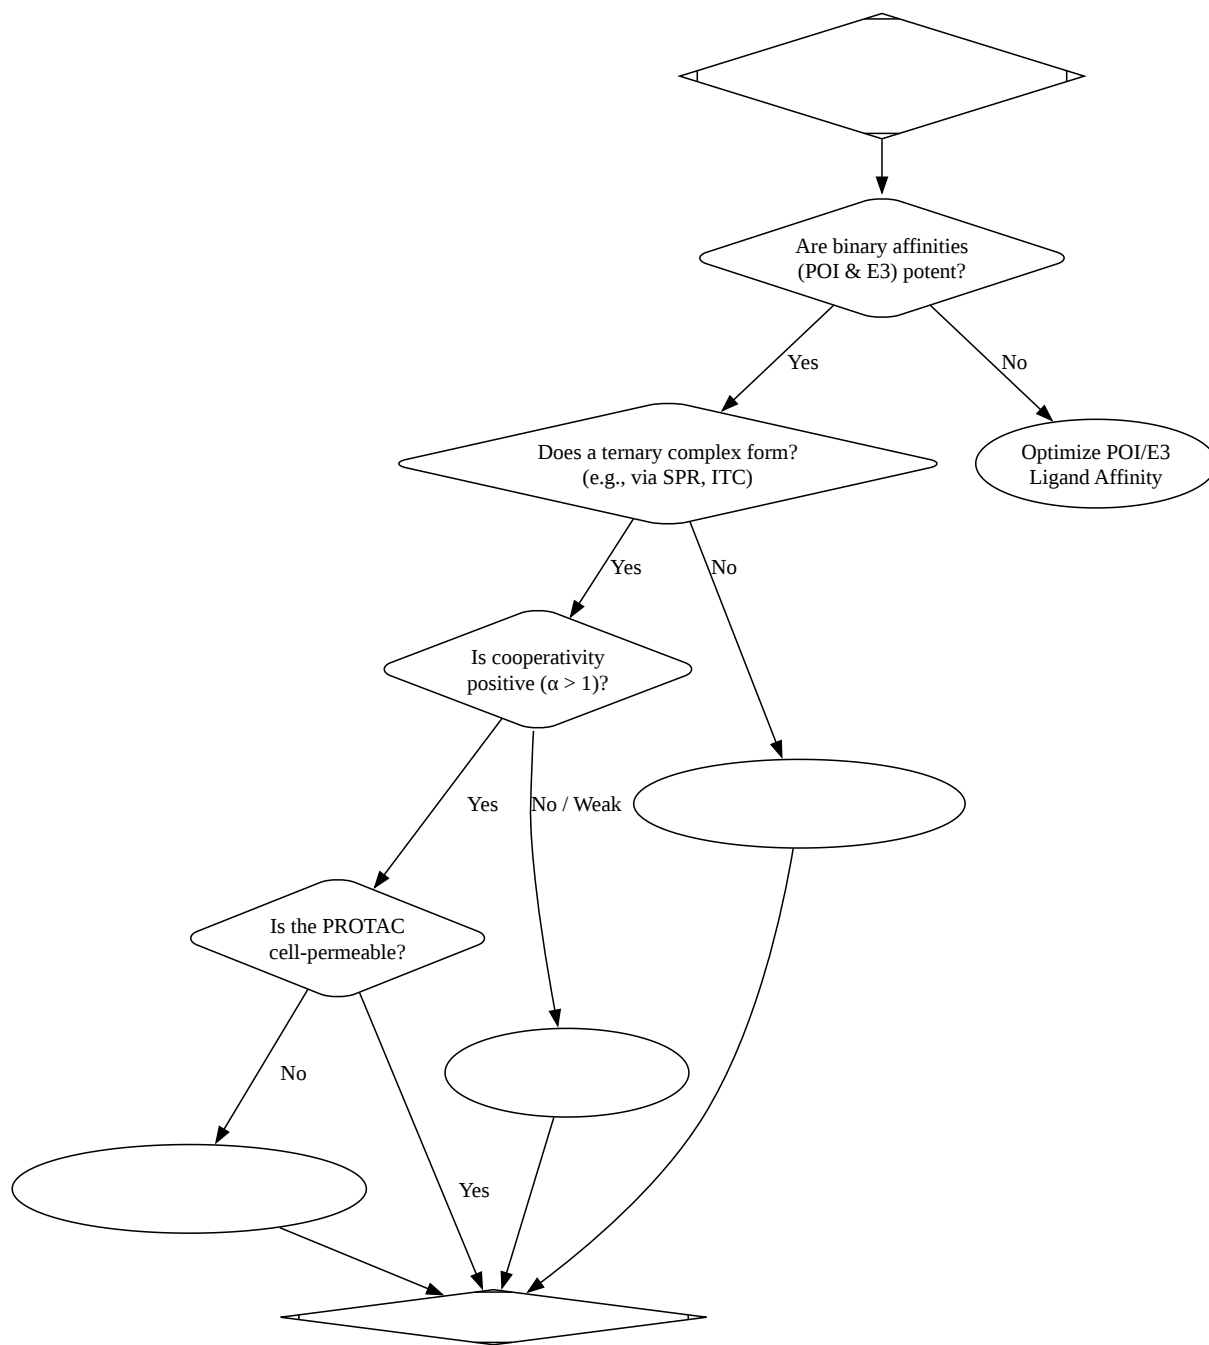 Are binary affinities
(POI & E3) potent?
Yes
No
Does a ternary complex form?
(e.g., via SPR, ITC)
Optimize POI/E3
Ligand Affinity
Yes
No
Is cooperativity
positive (α > 1)?
Yes
No / Weak
Is the PROTAC
cell-permeable?
No
Yes